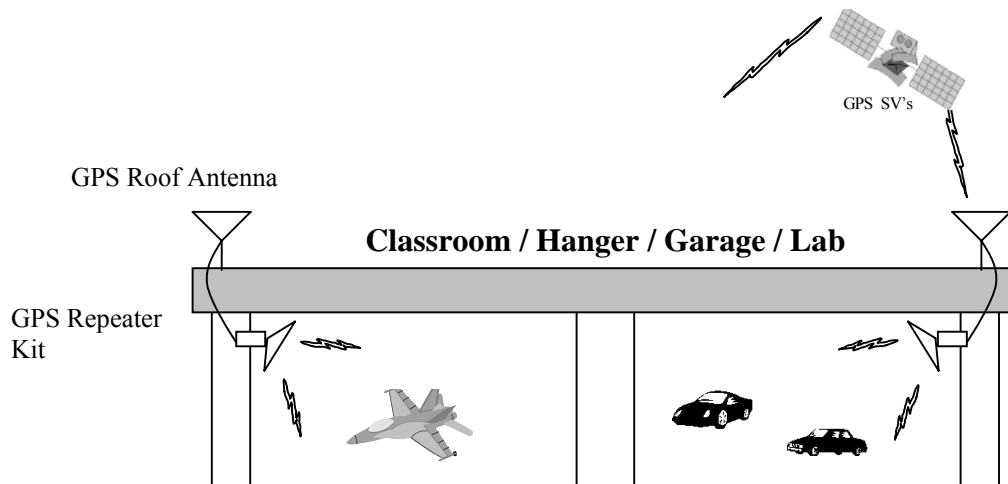 GPS SV's
GPS Roof Antenna
Classroom / Hanger / Garage / Lab
GPS Repeater
Kit